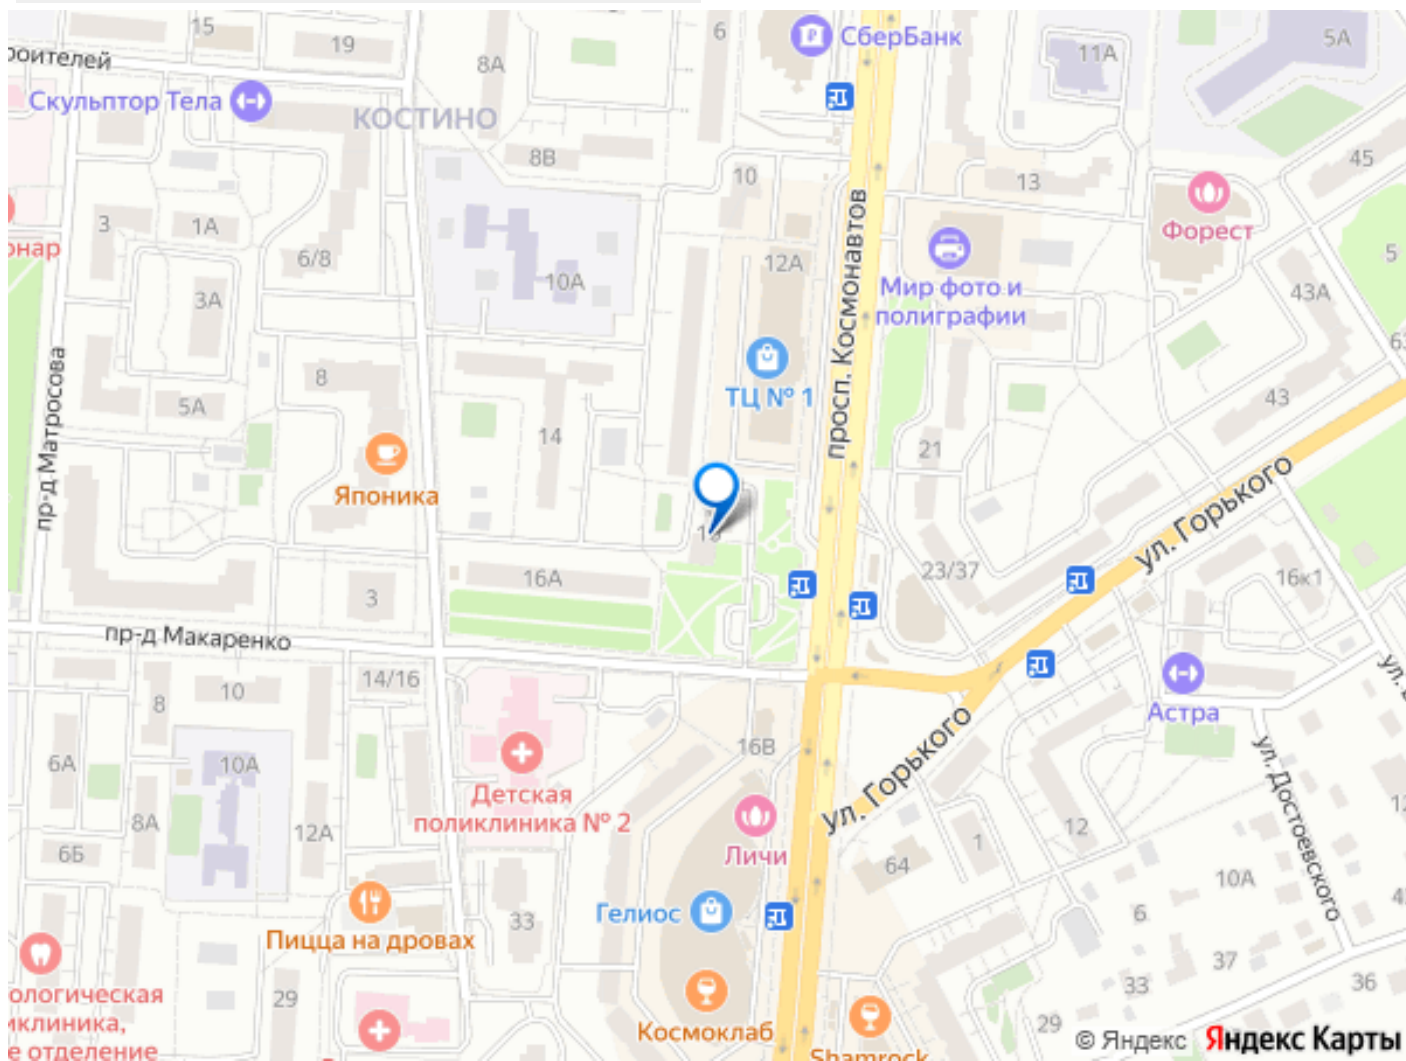 15
19
6
СберБанк
5А
11А
роителей
8А
Скульптор Тела
КОСТИНО
8В
10
13
45
просп. Космонавтов
Форест
3
1А
онар
6/8
12А
5
10А
3А
Мир фото и
полиграфии
43А
пр-д Матросова
8
ТЦ № 1
43
5А
14
21
Японика
ул. Горького
16А
23/37
16к1
3
пр-д Макаренко
14/16
10
8
Астра
ул. Горького
16В
6А
10А
ул. Достоевского
Детская
поликлиника № 2
8А
12А
12
1
6Б
Личи
64
10А
33
Гелиос
6
Пицца на дровах
37
36
ологическая
иклиника,
е отделение
29
33
Космоклаб
29
Shamrock
© Яндекс Яндекс Карты